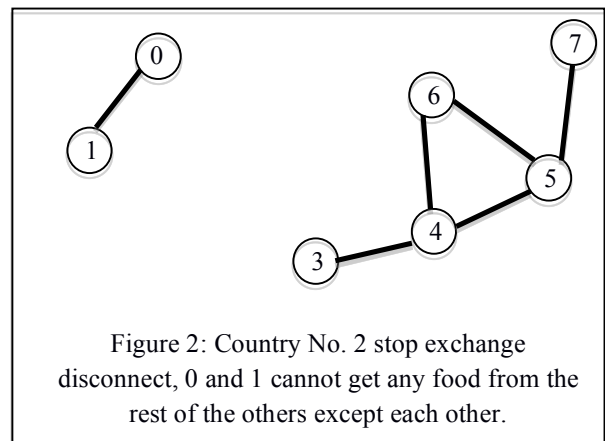 0
7
6
1
5
4
3
Figure 2: Country No. 2 stop exchange
disconnect, 0 and 1 cannot get any food from the
rest of the others except each other.